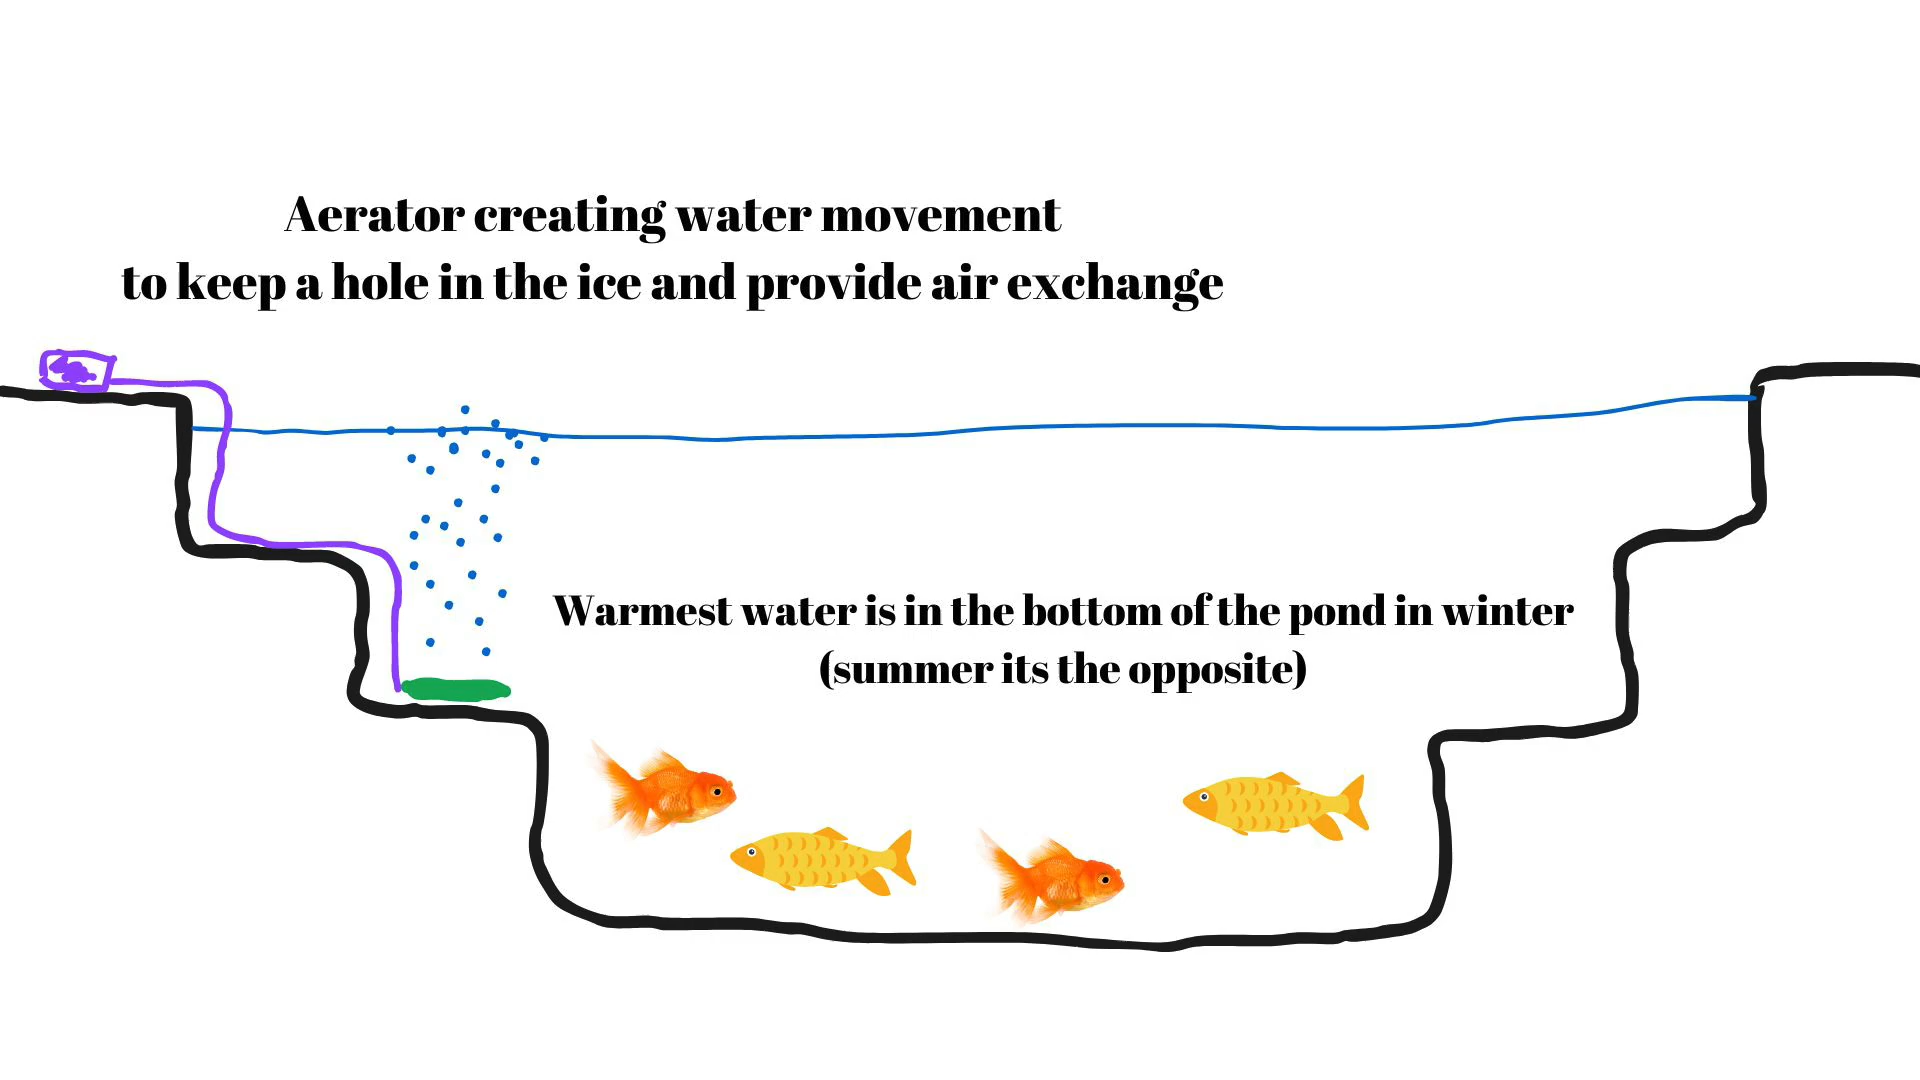 Aerator creating water movement
to keep a hole in the ice and provide air exchange
Warmest water is in the bottom of the pond in winter
(summer its the opposite)